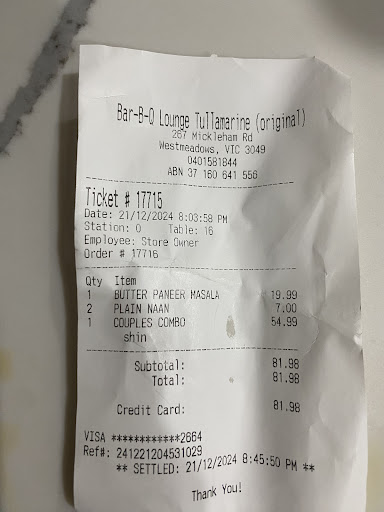 Bar-B-Q Lounge Tullamarine (original)
267 Mickleham Rd
Westmeadows, VIC 3049
0401581844
ABN 37 160 641 556
Ticket # 17715
Date: 21/12/2024 8:03:58 PM
Station: 0 Table: 16
Employee: Store Owner
Order # 17716
Qty Item
1 BUTTER PANEER MASALA 19.99
2 PLAIN NAAN 7.00
1 COUPLES COMBO 54.99
shin
Subtotal: 81.98
Total: 81.98
Credit Card: 81.98
VISA ************2664
Ref#: 241221204531029
** SETTLED: 21/12/2024 8:45:50 PM **
Thank You!